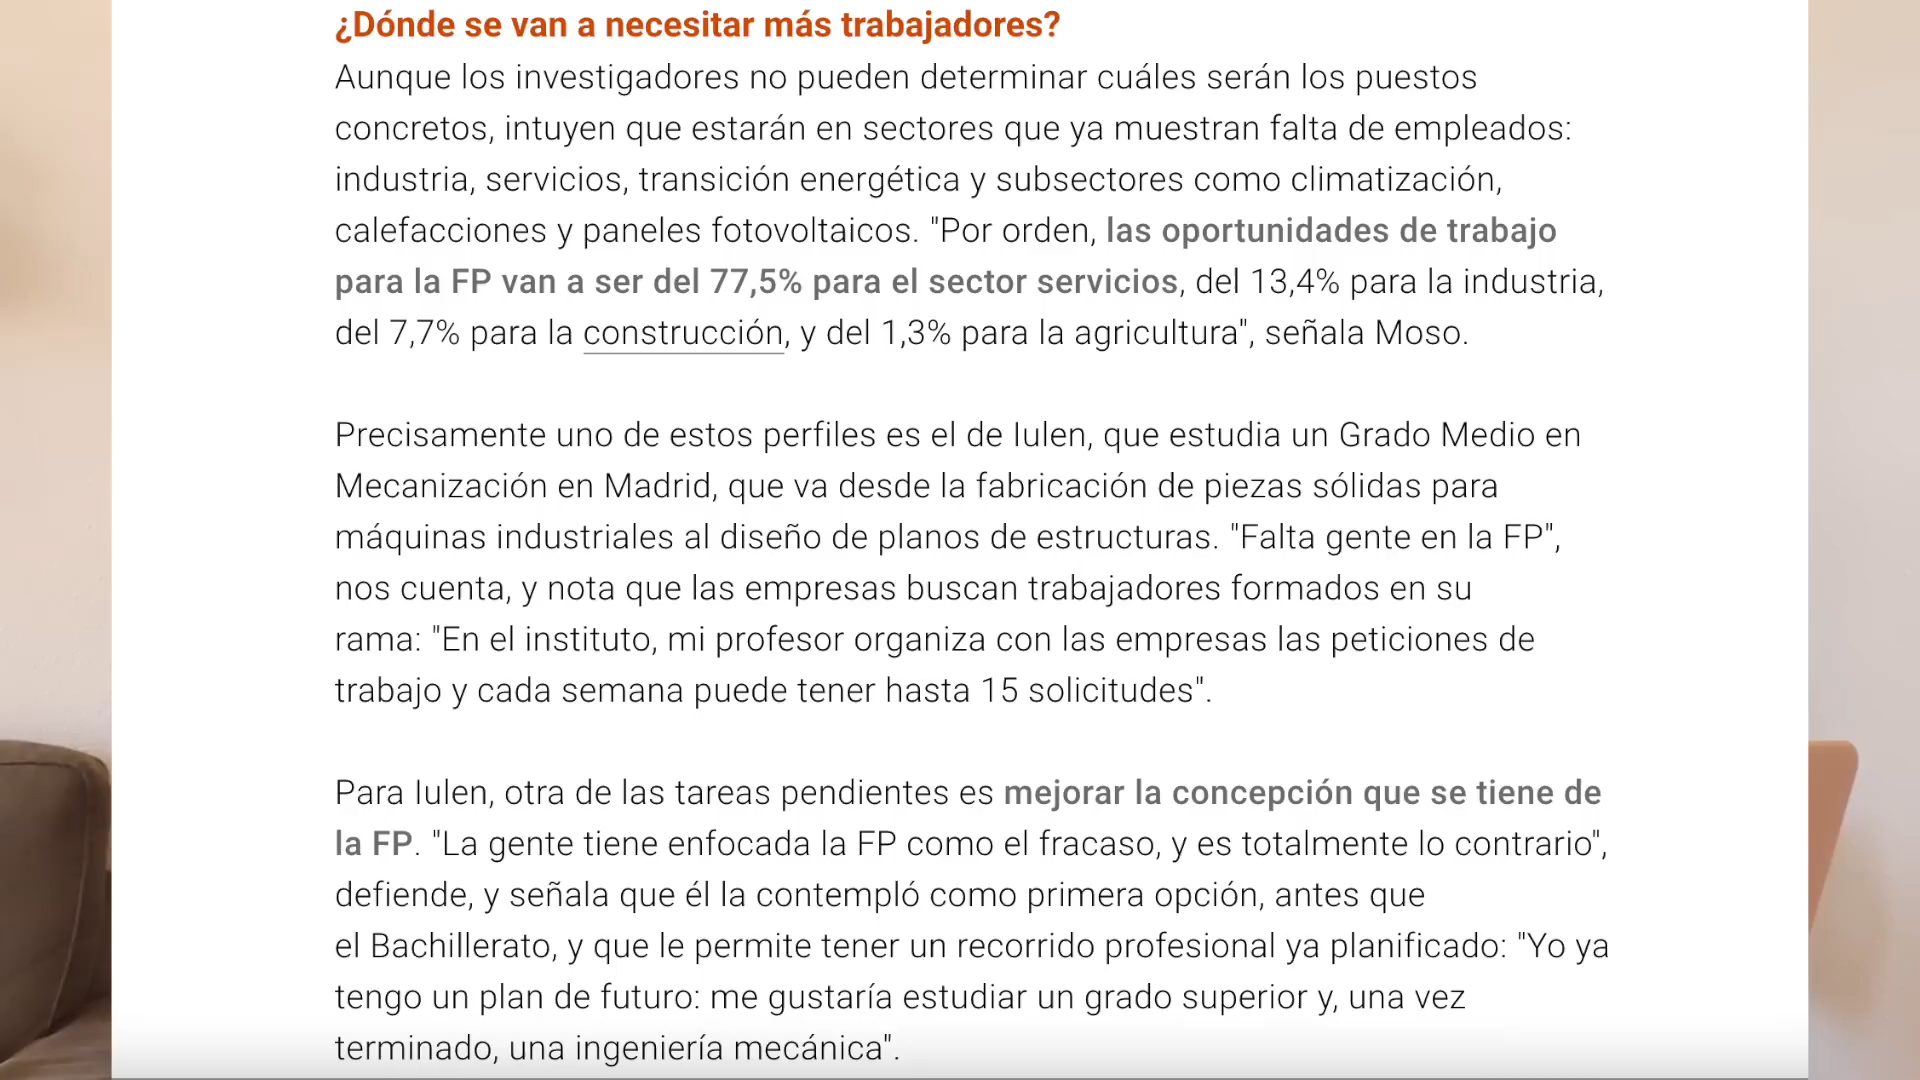 ¿Dónde se van a necesitar más trabajadores?
Aunque los investigadores no pueden determinar cuáles serán los puestos
concretos, intuyen que estarán en sectores que ya muestran falta de empleados:
industria, servicios, transición energética y subsectores como climatización,
calefacciones y paneles fotovoltaicos. "Por orden, las oportunidades de trabajo
para la FP van a ser del 77,5% para el sector servicios, del 13,4% para la industria,
del 7,7% para la construcción, y del 1,3% para la agricultura", señala Moso.
Precisamente uno de estos perfiles es el de Iulen, que estudia un Grado Medio en
Mecanización en Madrid, que va desde la fabricación de piezas sólidas para
máquinas industriales al diseño de planos de estructuras. "Falta gente en la FP",
nos cuenta, y nota que las empresas buscan trabajadores formados en su
rama: "En el instituto, mi profesor organiza con las empresas las peticiones de
trabajo y cada semana puede tener hasta 15 solicitudes".
Para Iulen, otra de las tareas pendientes es mejorar la concepción que se tiene de
la FP. "La gente tiene enfocada la FP como el fracaso, y es totalmente lo contrario",
defiende, y señala que él la contempló como primera opción, antes que
el Bachillerato, y que le permite tener un recorrido profesional ya planificado: "Yo ya
tengo un plan de futuro: me gustaría estudiar un grado superior y, una vez
terminado, una ingeniería mecánica".